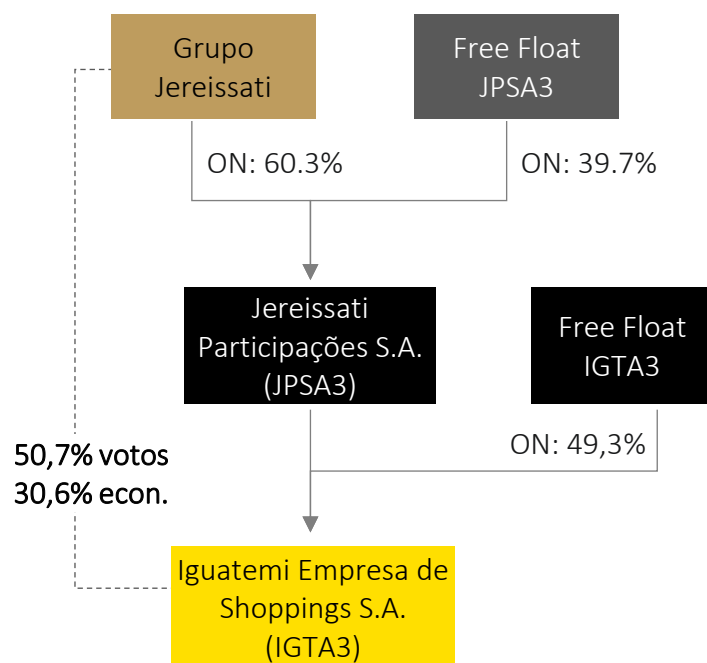 Grupo
Jereissati
Free Float
JPSA3
ON: 60.3%
ON: 39.7%
Jereissati
Participações S.A.
(JPSA3)
Free Float
IGTA3
ON: 49,3%
50,7% votos
30,6% econ.
Iguatemi Empresa de
Shoppings S.A.
(IGTA3)